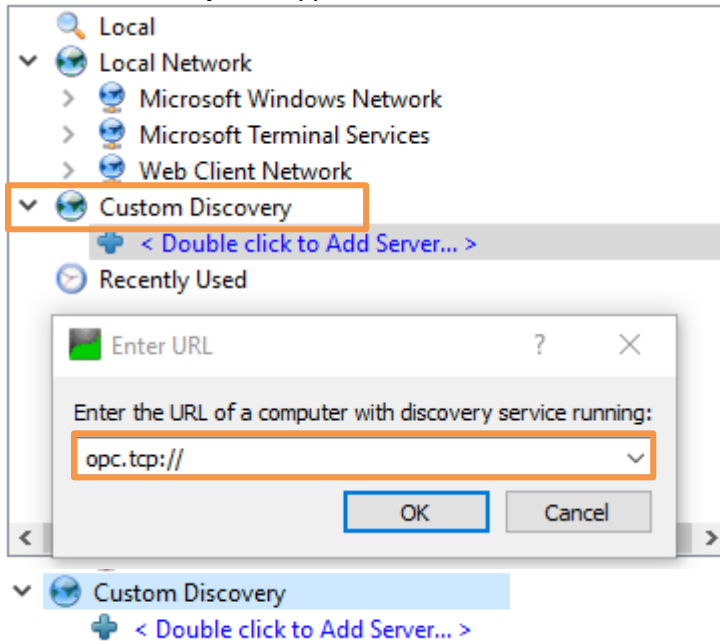 Local
Local Network
Microsoft Windows Network
Microsoft Terminal Services
Web Client Network
Custom Discovery
< Double click to Add Server... >
Recently Used
Enter URL
Enter the URL of a computer with discovery service running:
opc.tcp://
OK Cancel
Custom Discovery
< Double click to Add Server... >